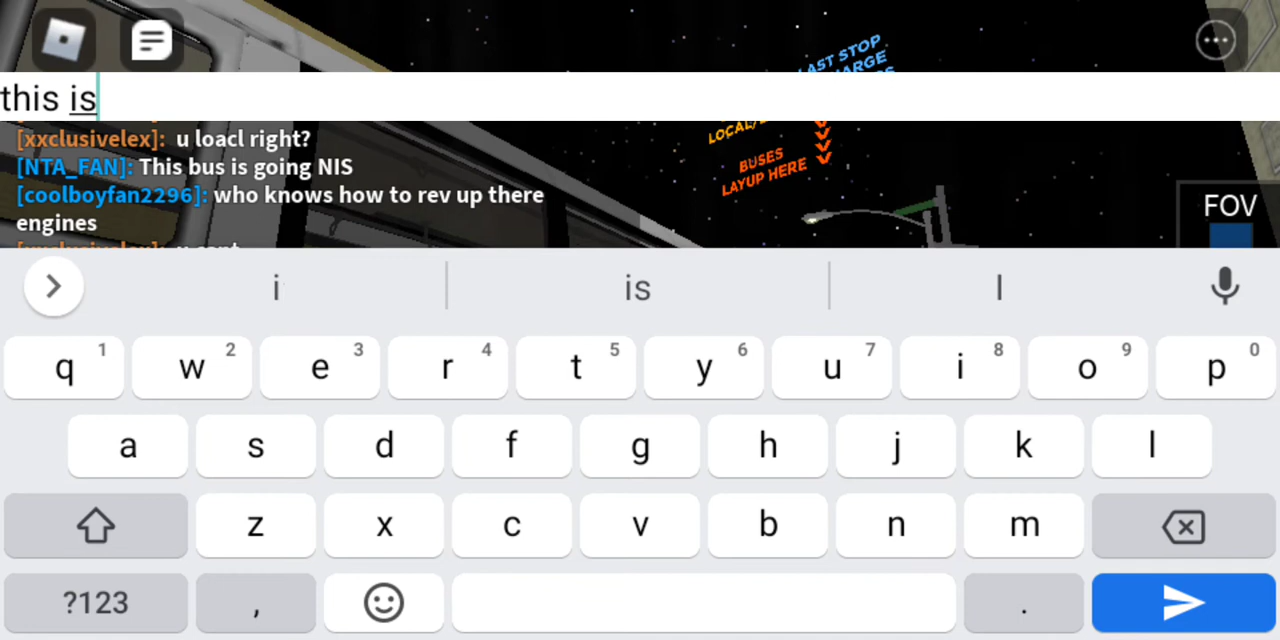 LAST STOP
this is
[xxclusivelex]: u loacl right?
[NTA_FAN]: This bus is going NIS
[coolboyfan2296]: who knows how to rev up there
engines
BUSES
LAYUP HERE
FOV
i is I
q 1 w 2 e 3 r 4 t 5 y 6 u 7 i 8 o 9 p 0
a s d f g h j k l
z x c v b n m
?123 , .